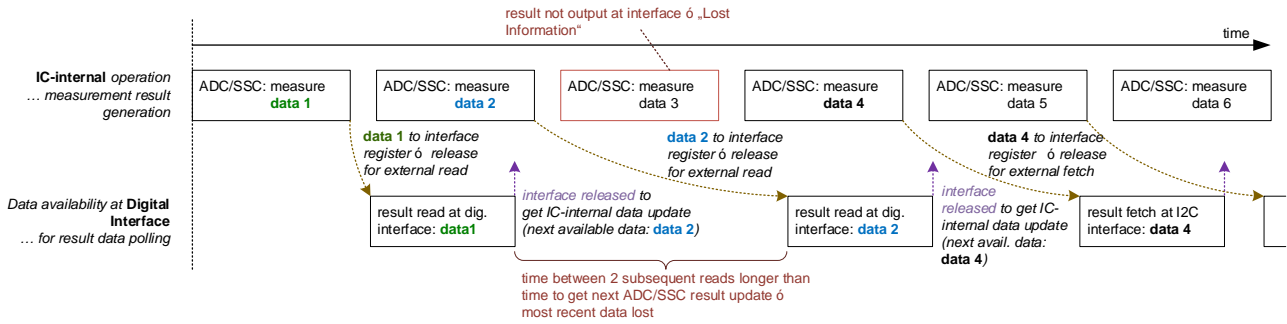 result not output at interface ó „Lost
Information“
time
IC-internal operation
… measurement result
generation
ADC/SSC: measure
data 1
ADC/SSC: measure
data 2
ADC/SSC: measure
data 3
ADC/SSC: measure
data 4
ADC/SSC: measure
data 5
ADC/SSC: measure
data 6
data 1 to interface
register ó release
for external read
data 2 to interface
register ó release
for external read
data 4 to interface
register ó release
for external fetch
Data availability at Digital
Interface
… for result data polling
result read at dig.
interface: data1
interface released to
get IC-internal data update
(next available data: data 2)
result read at dig.
interface: data 2
interface
released to get IC-
internal data update
(next avail. data:
data 4)
result fetch at I2C
interface: data 4
time between 2 subsequent reads longer than
time to get next ADC/SSC result update ó
most recent data lost